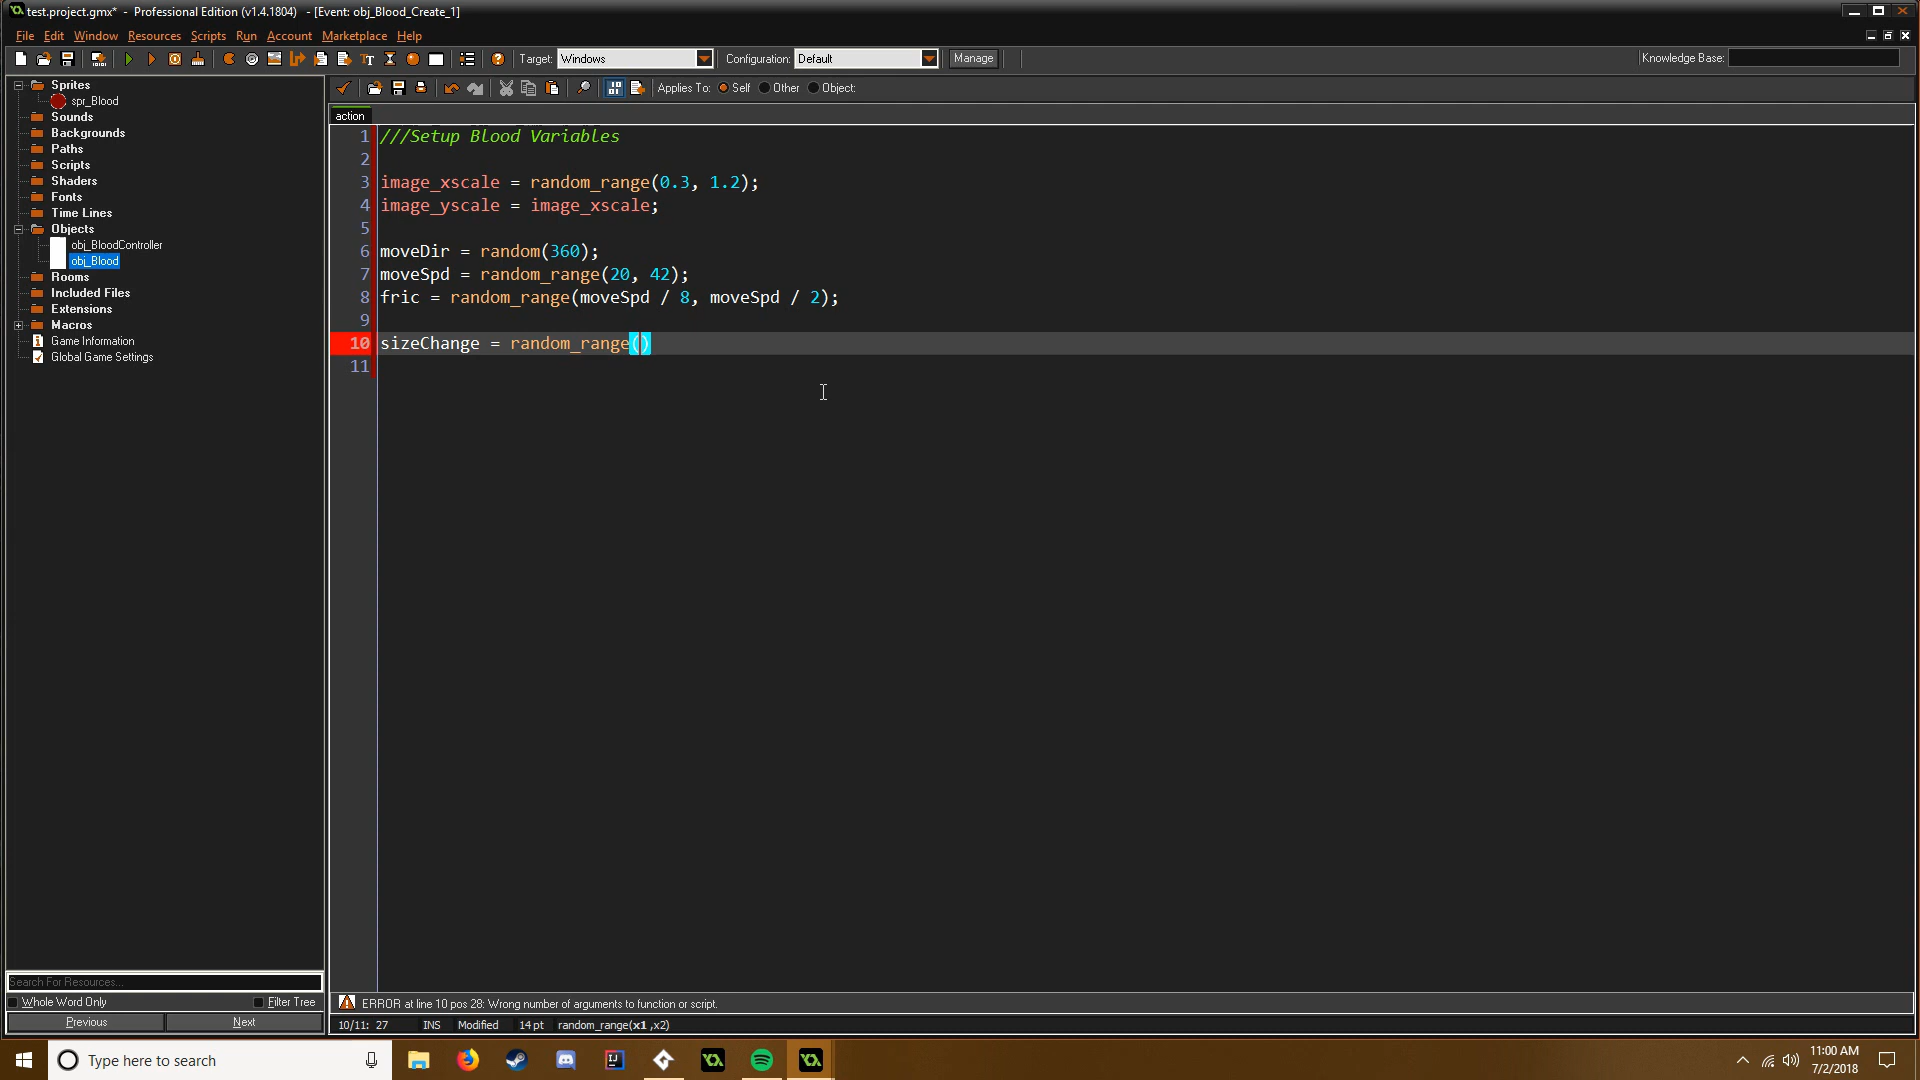 test.project.gmx* - Professional Edition (v1.4.1804) - [Event: obj_Blood_Create_1]
File Edit Window Resources Scripts Run Account Marketplace Help
Target: Windows Configuration: Default Manage Knowledge Base:
Applies To: Self Other Object:
Sprites
spr_Blood
Sounds
Backgrounds
Paths
Scripts
Shaders
Fonts
Time Lines
Objects
obj_BloodController
obj_Blood
Rooms
Included Files
Extensions
Macros
Game Information
Global Game Settings
Search For Resources...
Whole Word Only Filter Tree
Previous Next
action
1 ///Setup Blood Variables
2
3 image_xscale = random_range(0.3, 1.2);
4 image_yscale = image_xscale;
5
6 moveDir = random(360);
7 moveSpd = random_range(20, 42);
8 fric = random_range(moveSpd / 8, moveSpd / 2);
9
10 sizeChange = random_range()
11
ERROR at line 10 pos 28: Wrong number of arguments to function or script.
10/11: 27 INS Modified 14 pt random_range(x1 ,x2)
Type here to search
11:00 AM
7/2/2018